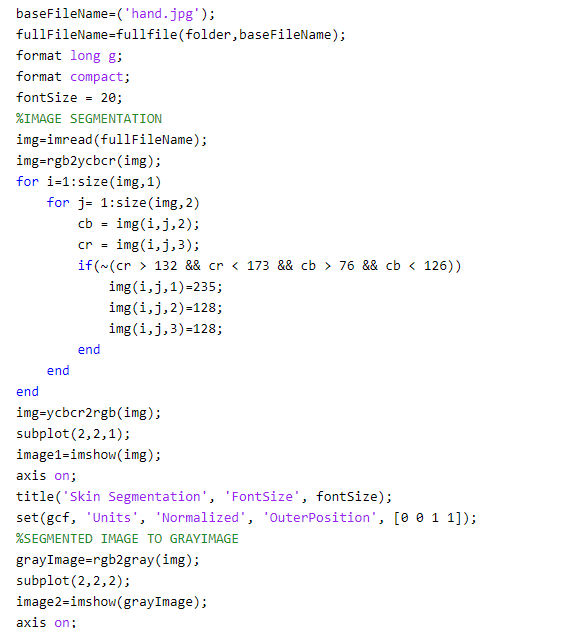 baseFileName=('hand.jpg');
fullFileName=fullfile(folder,baseFileName);
format long g;
format compact;
fontSize = 20;
%IMAGE SEGMENTATION
img=imread(fullFileName);
img=rgb2ycbcr(img);
for i=1:size(img,1)
    for j= 1:size(img,2)
        cb = img(i,j,2);
        cr = img(i,j,3);
        if(~(cr > 132 && cr < 173 && cb > 76 && cb < 126))
            img(i,j,1)=235;
            img(i,j,2)=128;
            img(i,j,3)=128;
        end
    end
end
img=ycbcr2rgb(img);
subplot(2,2,1);
image1=imshow(img);
axis on;
title('Skin Segmentation', 'FontSize', fontSize);
set(gcf, 'Units', 'Normalized', 'OuterPosition', [0 0 1 1]);
%SEGMENTED IMAGE TO GRAYIMAGE
grayImage=rgb2gray(img);
subplot(2,2,2);
image2=imshow(grayImage);
axis on;